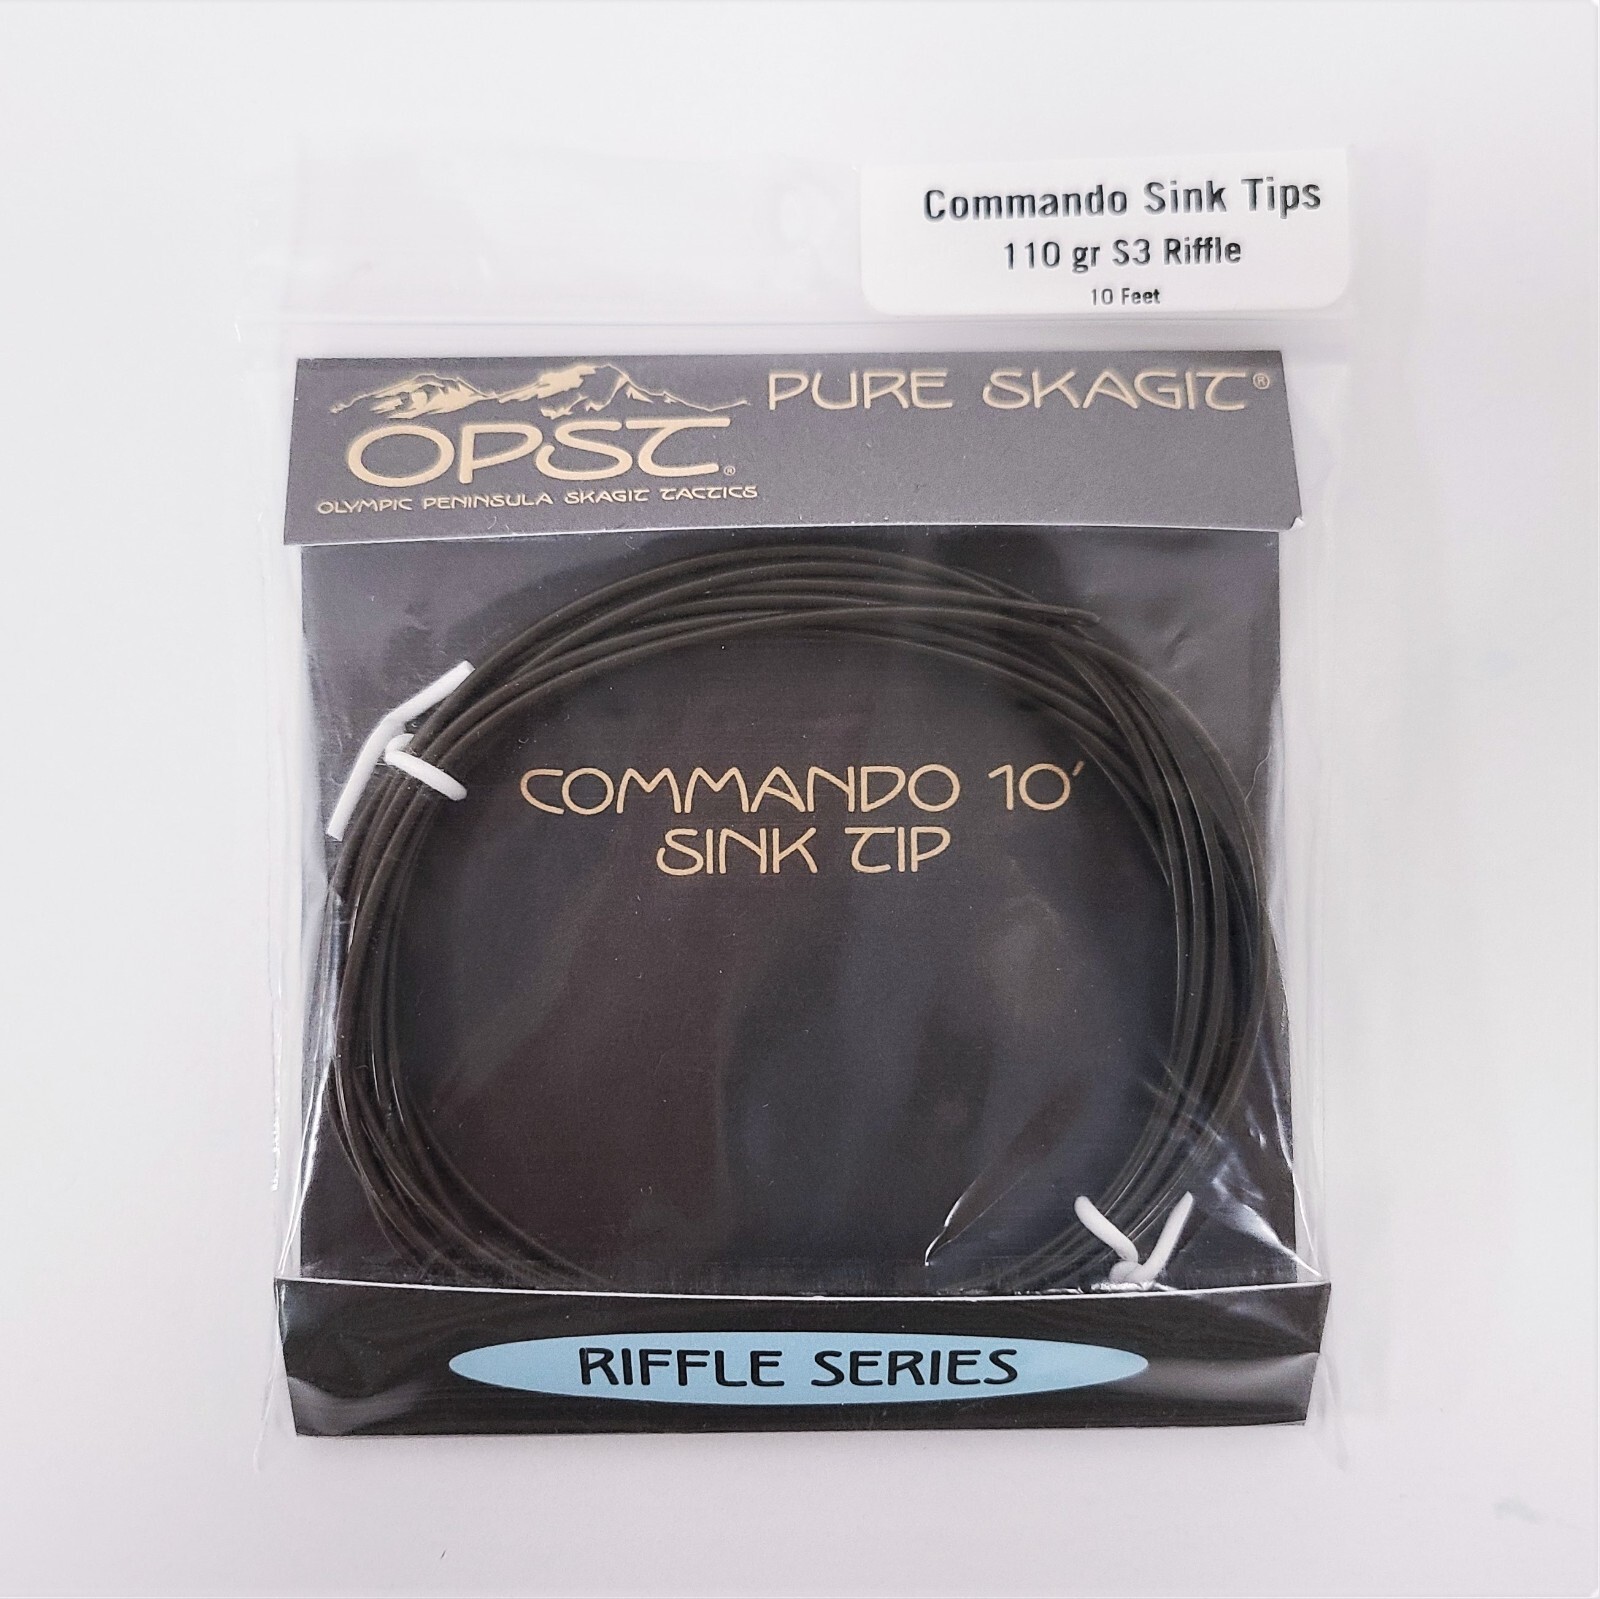 Commando Sink Tips
110 gr S3 Riffle
10 Feet
PURE SKAGIT®
OPST®
OLYMPIC PENINSULA SKAGIT TACTICS
COMMANDO 10'
SINK TIP
RIFFLE SERIES